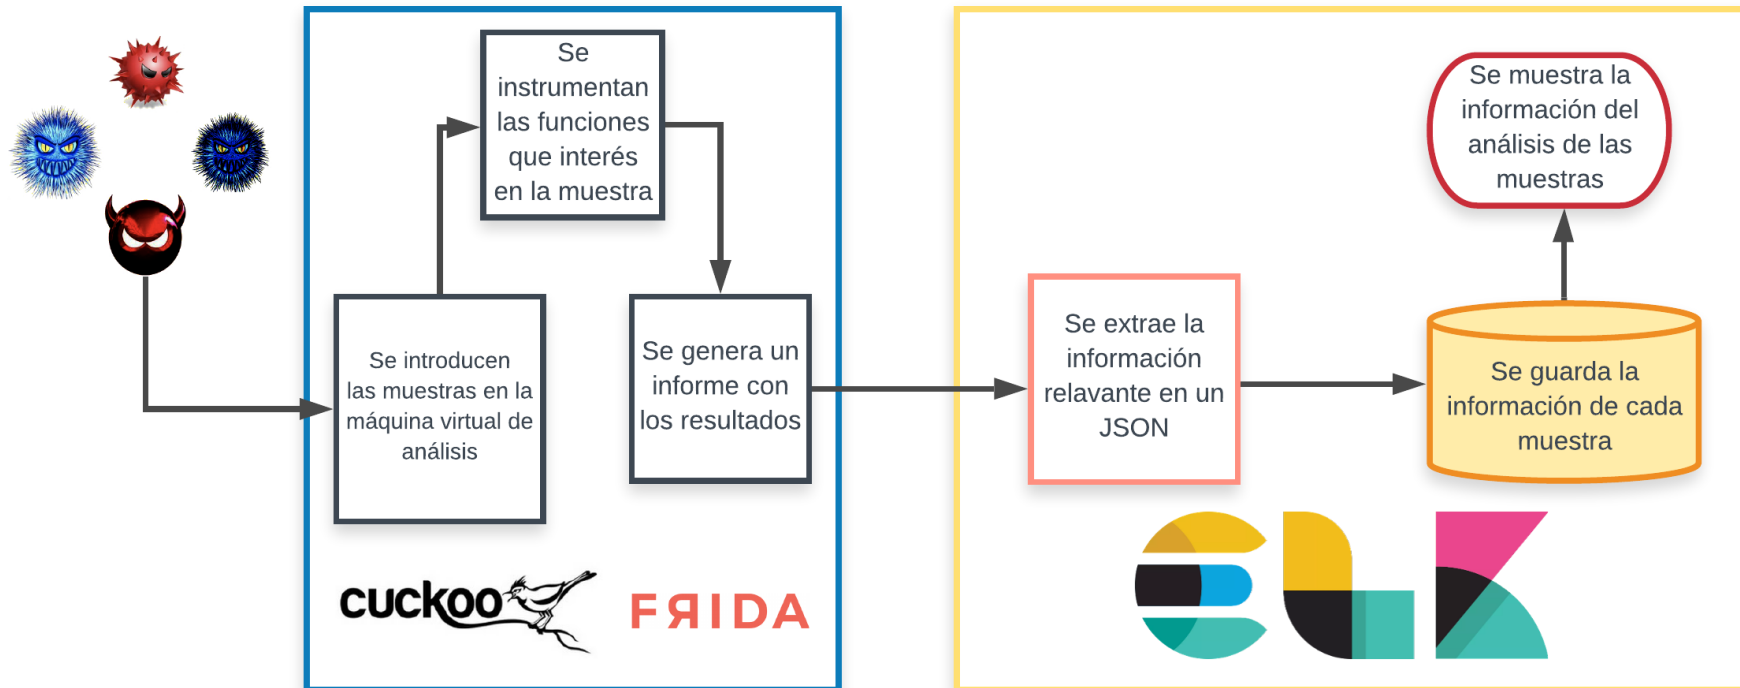 Se
instrumentan
las funciones
que interés
en la muestra
Se introducen
las muestras en la
máquina virtual de
análisis
Se genera un
informe con
los resultados
cuckoo
FRIDA
Se extrae la
información
relavante en un
JSON
Se guarda la
información de cada
muestra
Se muestra la
información del
análisis de las
muestras
ELK